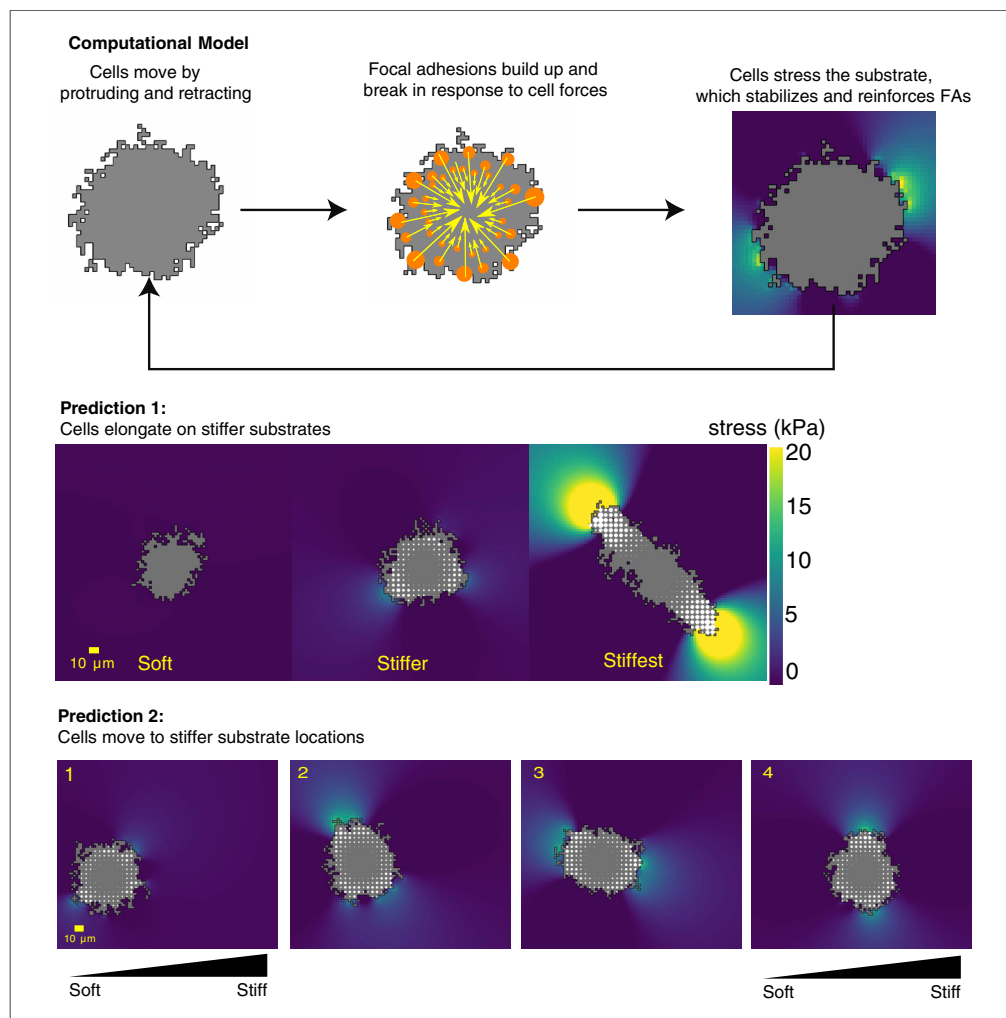 Computational Model
Cells move by
protruding and retracting
Focal adhesions build up and
break in response to cell forces
Cells stress the substrate,
which stabilizes and reinforces FAs
Prediction 1:
Cells elongate on stiffer substrates
stress (kPa)
20
15
10
5
0
10 µm
Soft
Stiffer
Stiffest
Prediction 2:
Cells move to stiffer substrate locations
1
2
3
4
10 µm
Soft
Stiff
Soft
Stiff